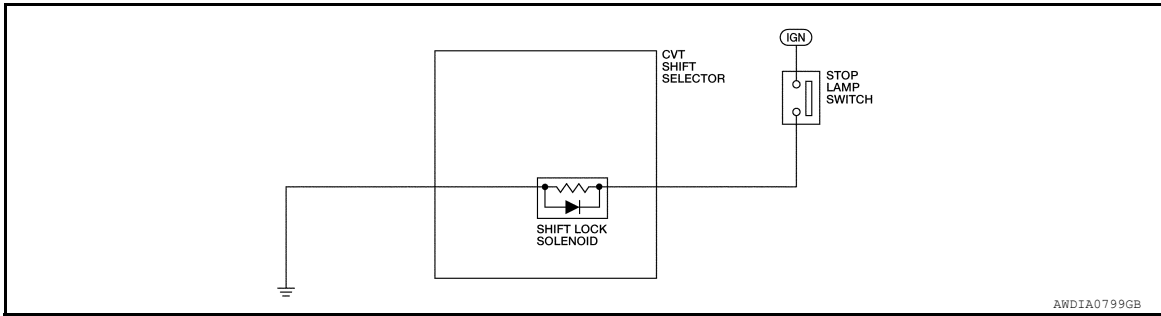 IGN
CVT
SHIFT
SELECTOR
STOP
LAMP
SWITCH
SHIFT LOCK
SOLENOID
AWDIA0799GB